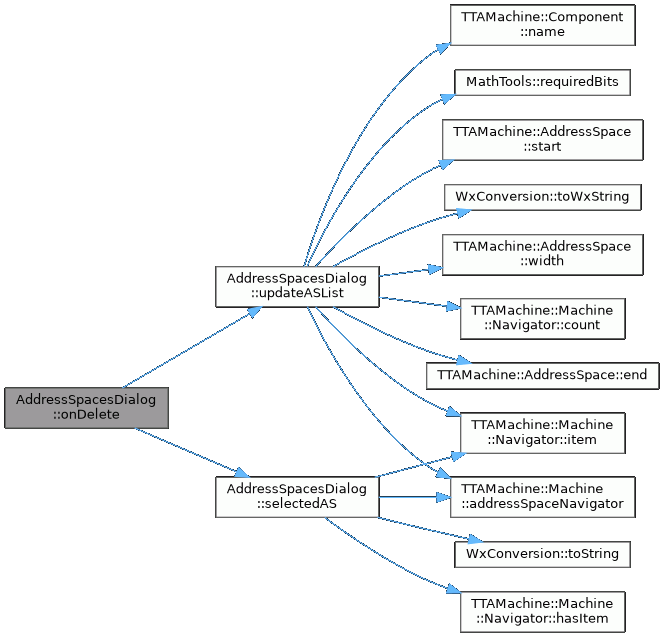 TTAMachine::Component
::name
MathTools::requiredBits
TTAMachine::AddressSpace
::start
WxConversion::toWxString
TTAMachine::AddressSpace
::width
AddressSpacesDialog
::updateASList
TTAMachine::Machine
::Navigator::count
TTAMachine::AddressSpace::end
AddressSpacesDialog
::onDelete
TTAMachine::Machine
::Navigator::item
AddressSpacesDialog
::selectedAS
TTAMachine::Machine
::addressSpaceNavigator
WxConversion::toString
TTAMachine::Machine
::Navigator::hasItem